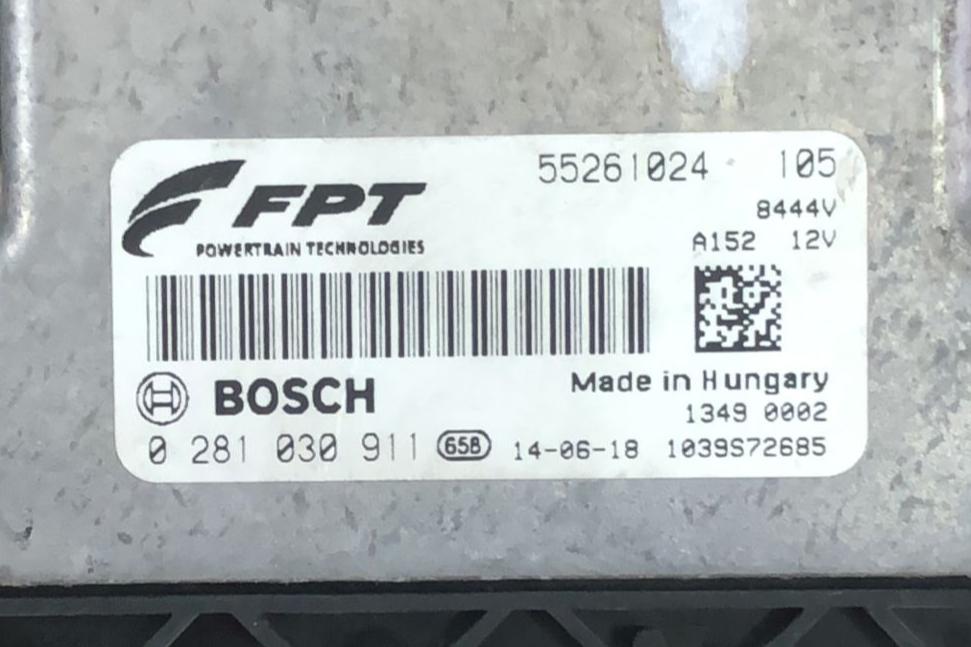 FPT
POWERTRAIN TECHNOLOGIES
55261024 105
8444V
A152 12V
BOSCH
Made in Hungary
1349 0002
0 281 030 911 65B 14-06-18 1039S72685